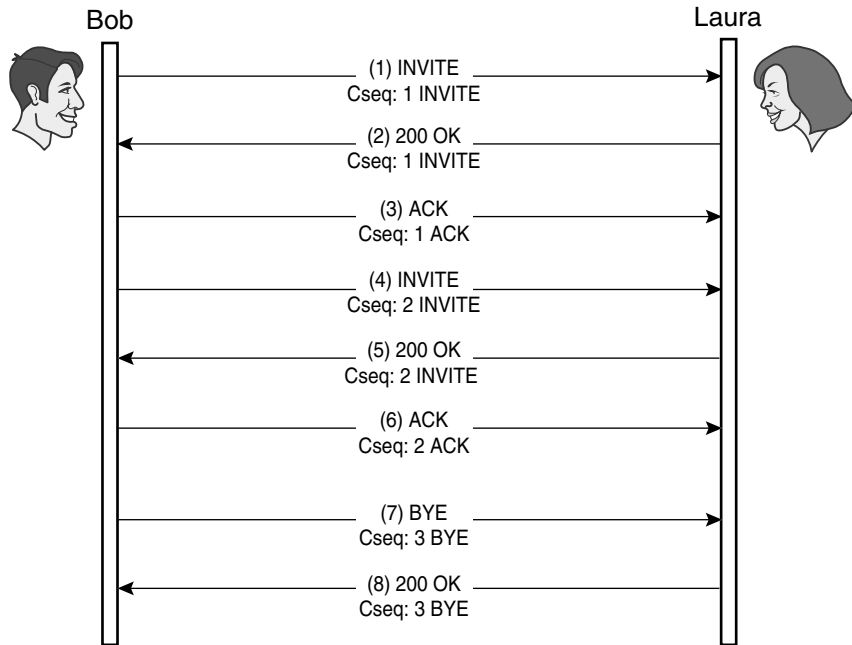 Bob
Laura
(1) INVITE
Cseq: 1 INVITE
(2) 200 OK
Cseq: 1 INVITE
(3) ACK
Cseq: 1 ACK
(4) INVITE
Cseq: 2 INVITE
(5) 200 OK
Cseq: 2 INVITE
(6) ACK
Cseq: 2 ACK
(7) BYE
Cseq: 3 BYE
(8) 200 OK
Cseq: 3 BYE